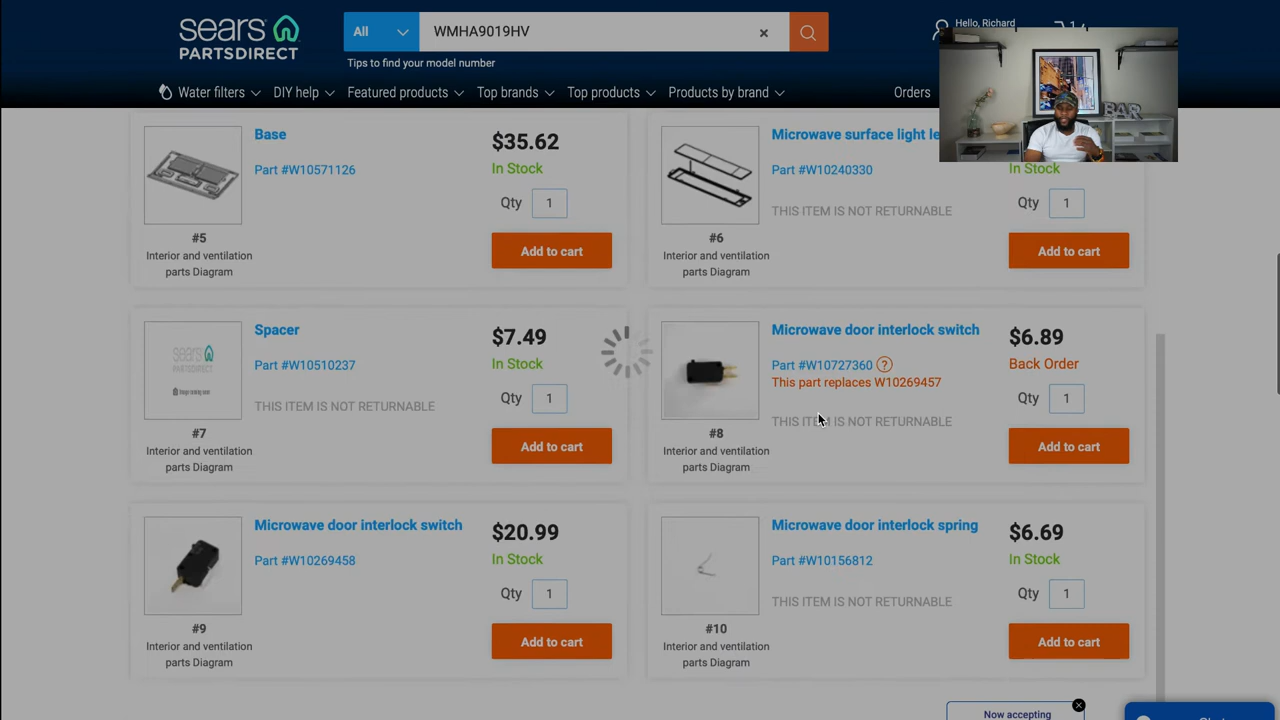 sears
PARTSDIRECT
All
WMHA9019HV
Tips to find your model number
Hello, Richard
Water filters
DIY help
Featured products
Top brands
Top products
Products by brand
Orders
Base
Part #W10571126
$35.62
In Stock
Qty 1
Add to cart
#5
Interior and ventilation
parts Diagram
Microwave surface light le
Part #W10240330
THIS ITEM IS NOT RETURNABLE
In Stock
Qty 1
Add to cart
#6
Interior and ventilation
parts Diagram
Spacer
Part #W10510237
THIS ITEM IS NOT RETURNABLE
$7.49
In Stock
Qty 1
Add to cart
sears
PARTSDIRECT
#7
Interior and ventilation
parts Diagram
Microwave door interlock switch
Part #W10727360 ?
This part replaces W10269457
THIS ITEM IS NOT RETURNABLE
$6.89
Back Order
Qty 1
Add to cart
#8
Interior and ventilation
parts Diagram
Microwave door interlock switch
Part #W10269458
$20.99
In Stock
Qty 1
Add to cart
#9
Interior and ventilation
parts Diagram
Microwave door interlock spring
Part #W10156812
THIS ITEM IS NOT RETURNABLE
$6.69
In Stock
Qty 1
Add to cart
#10
Interior and ventilation
parts Diagram
Now accepting
BAR